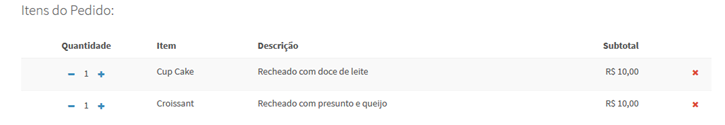 Itens do Pedido:
Quantidade Item Descrição Subtotal
1 Cup Cake Recheado com doce de leite R$ 10,00
1 Croissant Recheado com presunto e queijo R$ 10,00